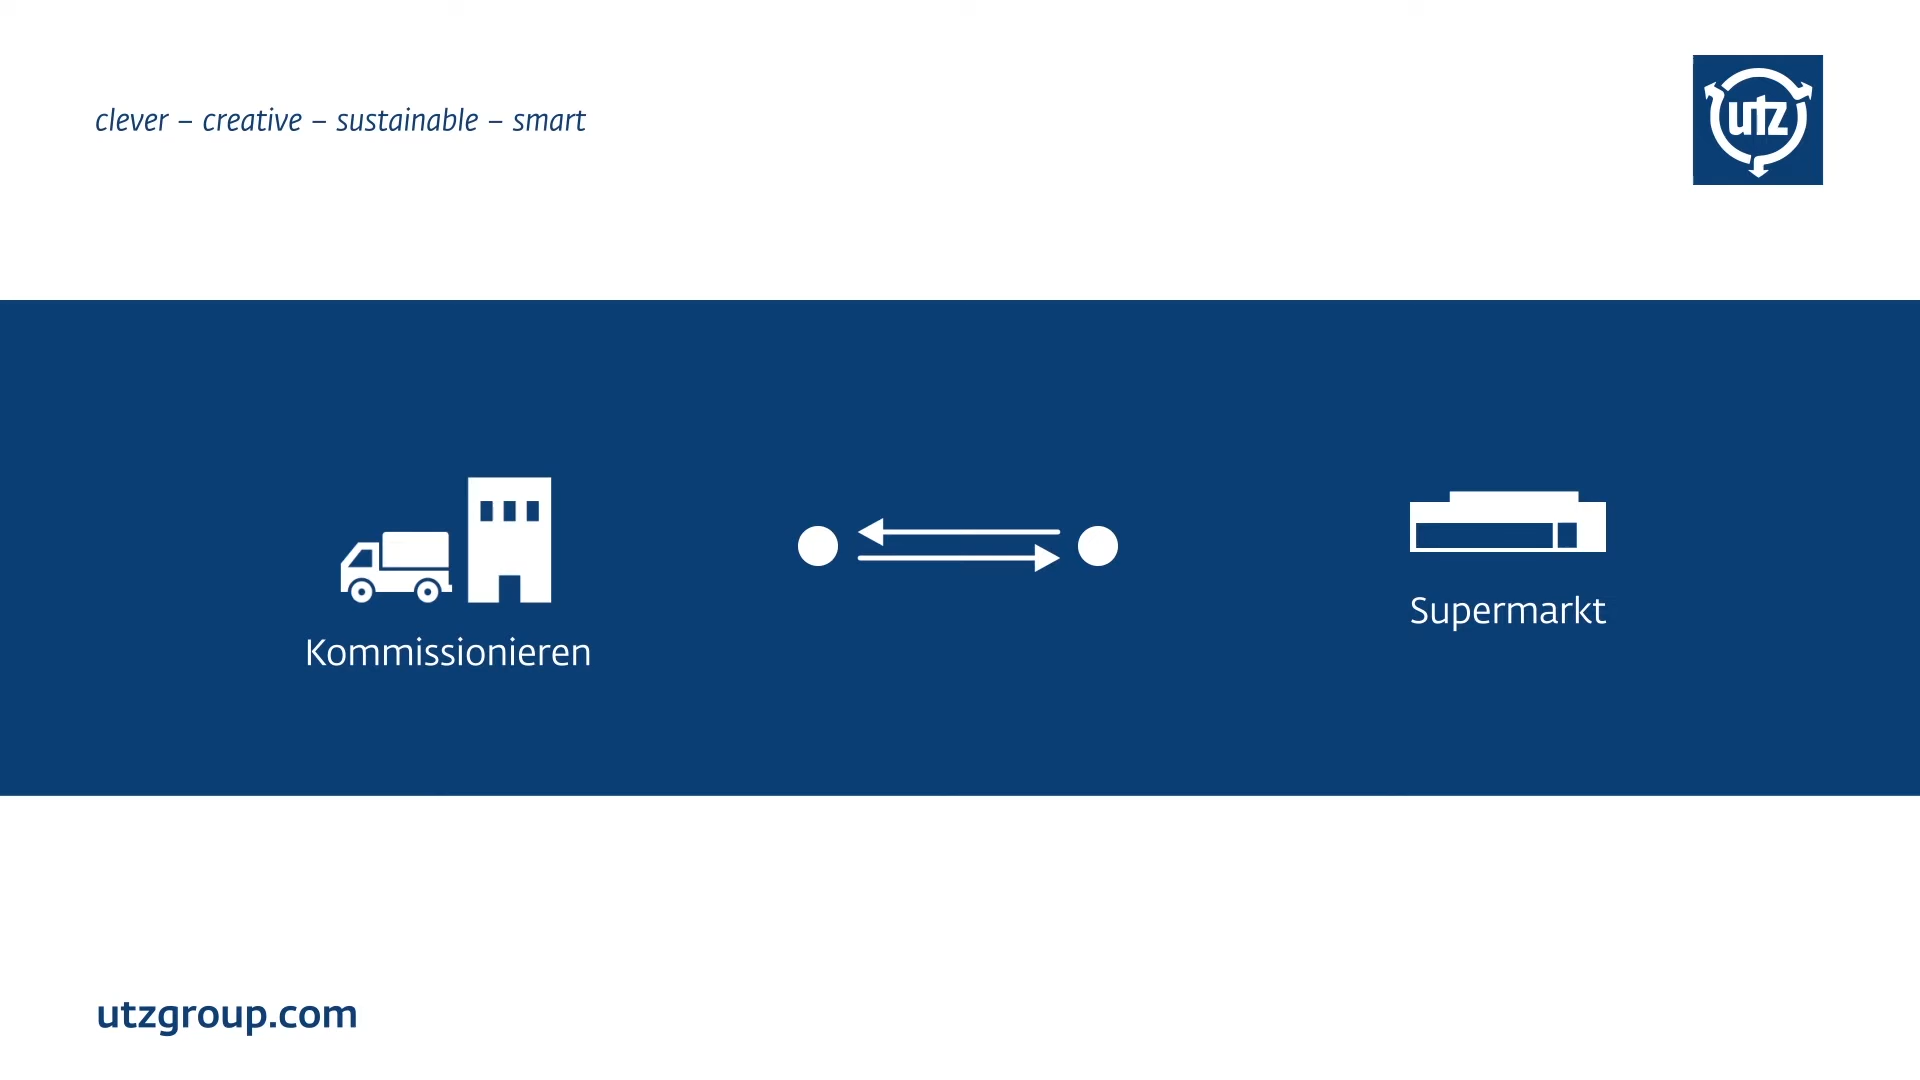 clever – creative – sustainable – smart
utz
Kommissionieren
Supermarkt
utzgroup.com